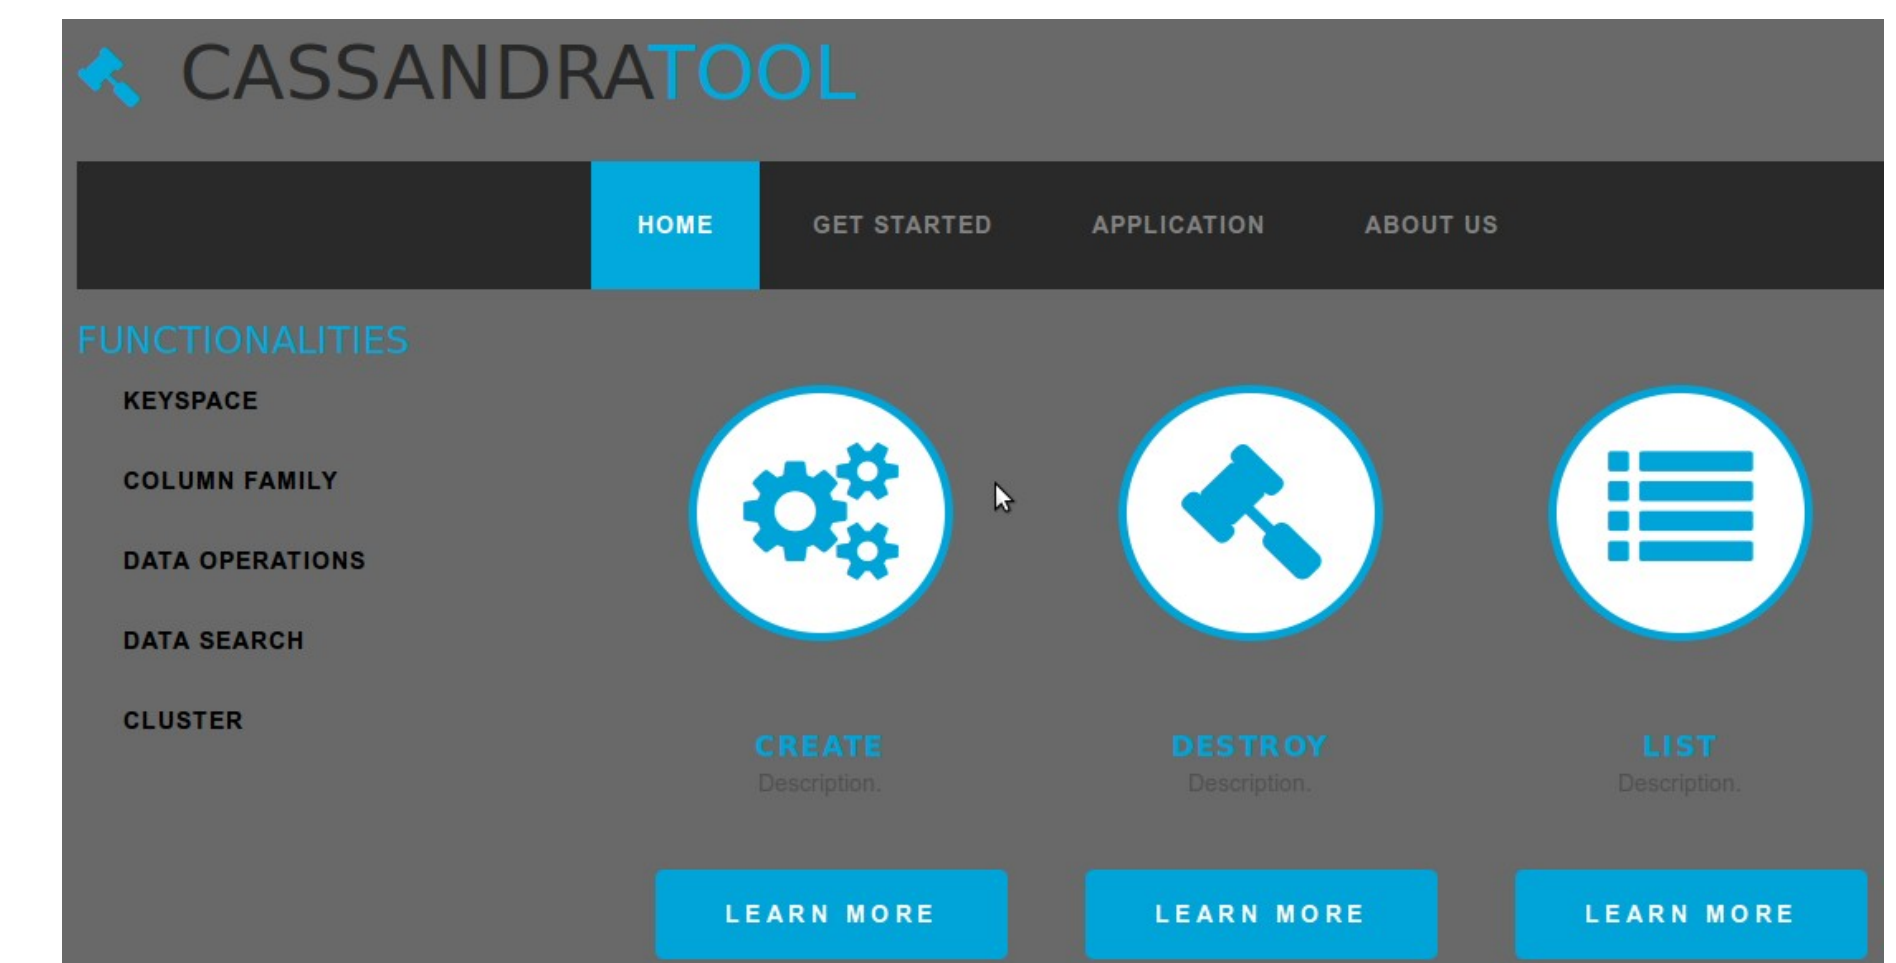 CASSANDRATOOL
HOME GET STARTED APPLICATION ABOUT US
FUNCTIONALITIES
KEYSPACE
COLUMN FAMILY
DATA OPERATIONS
DATA SEARCH
CLUSTER
CREATE DESTROY LIST
Description. Description. Description.
LEARN MORE LEARN MORE LEARN MORE